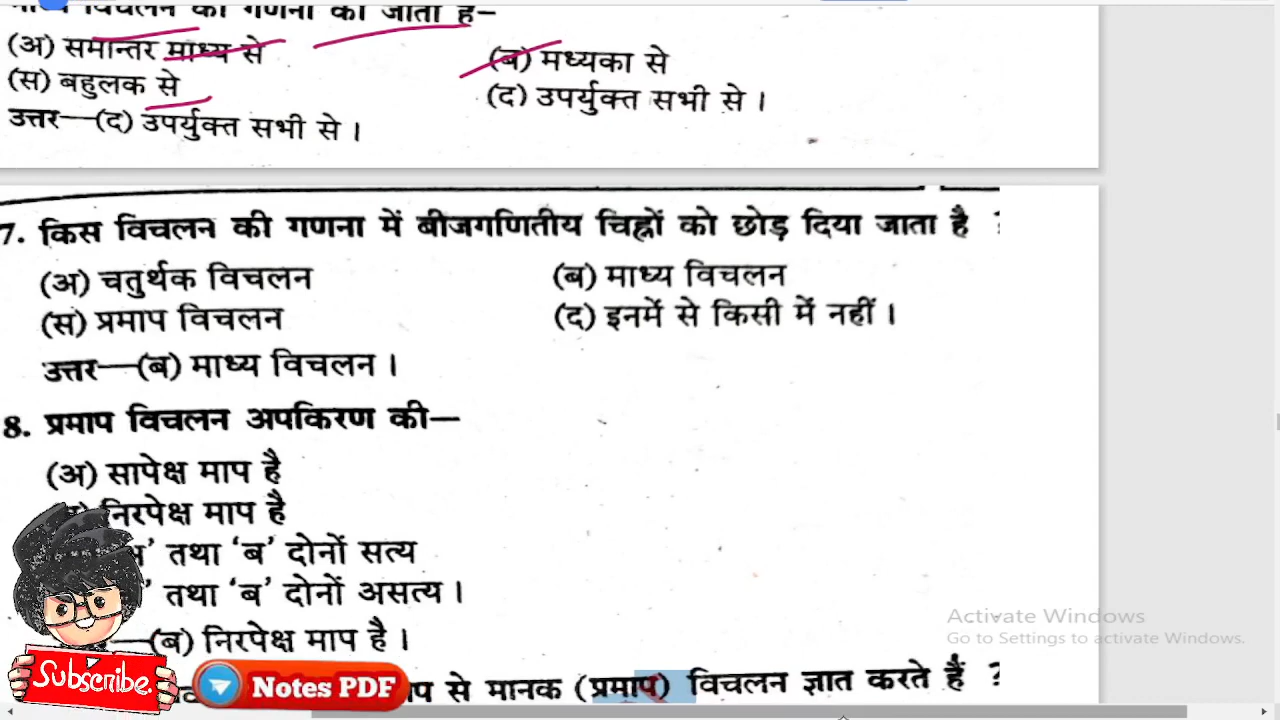 विचलन की गणना की जाती है–
(अ) समान्तर माध्य से
(ब) मध्यका से
(स) बहुलक से
(द) उपर्युक्त सभी से ।
उत्तर—(द) उपर्युक्त सभी से ।
7. किस विचलन की गणना में बीजगणितीय चिह्नों को छोड़ दिया जाता है ?
(अ) चतुर्थक विचलन
(ब) माध्य विचलन
(स) प्रमाप विचलन
(द) इनमें से किसी में नहीं ।
उत्तर—(ब) माध्य विचलन ।
8. प्रमाप विचलन अपकिरण की—
(अ) सापेक्ष माप है
निरपेक्ष माप है
तथा 'ब' दोनों सत्य
तथा 'ब' दोनों असत्य ।
—(ब) निरपेक्ष माप है ।
से मानक (प्रमाप) विचलन ज्ञात करते हैं ?
Subscribe.
Notes PDF
Activate Windows
Go to Settings to activate Windows.